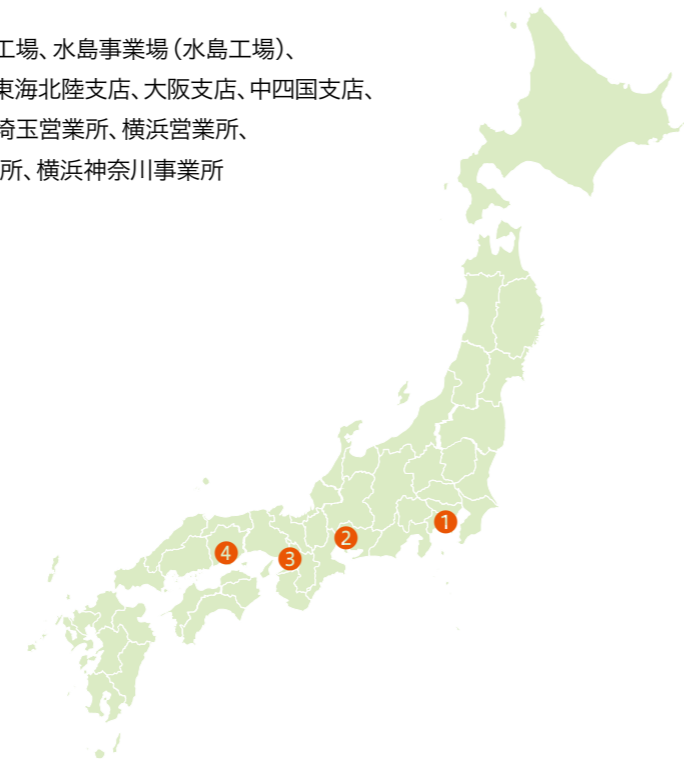 工場、水島事業場（水島工場）、
東海北陸支店、大阪支店、中四国支店、
埼玉営業所、横浜営業所、
所、横浜神奈川事業所
1
2
3
4